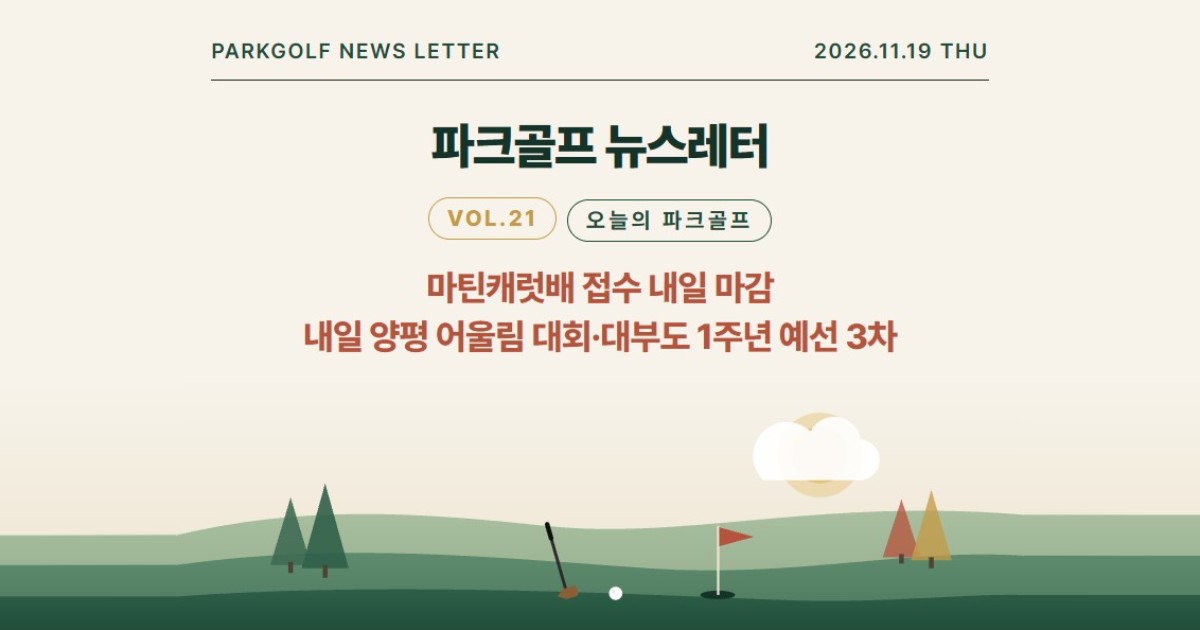 PARKGOLF NEWS LETTER
2026.11.19 THU
파크골프 뉴스레터
VOL.21
오늘의 파크골프
마틴캐럿배 접수 내일 마감
내일 양평 어울림 대회·대부도 1주년 예선 3차